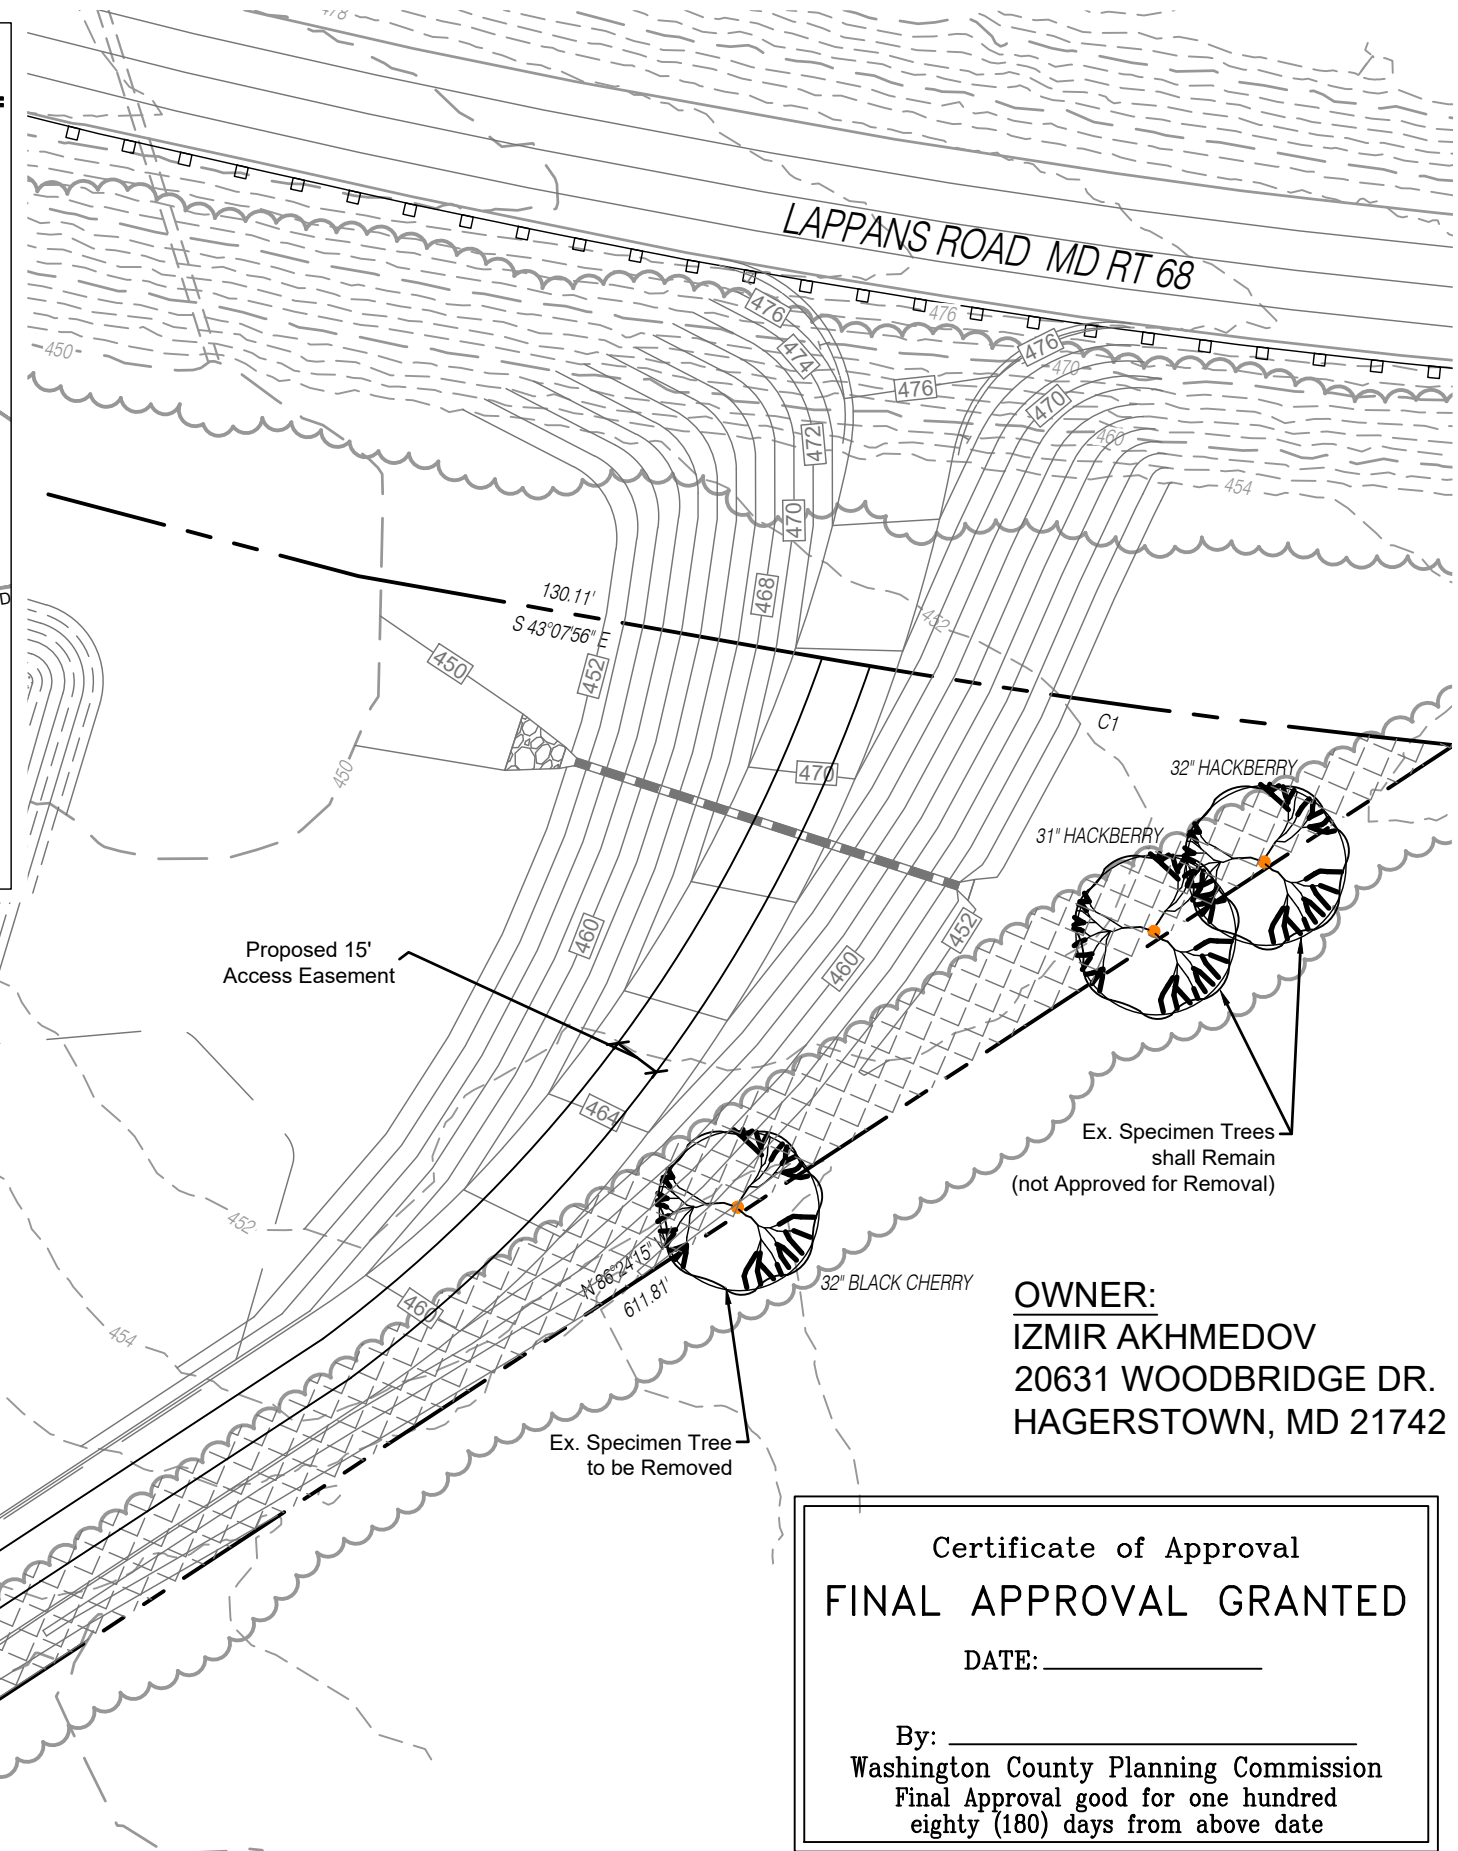 478
LAPPANS ROAD MD RT 68
476
476
476
474
450
470
476
470
472
460
454
470
468
130.11'
S 43°07'56" E
452
450
452
C1
450
470
32" HACKBERRY
31" HACKBERRY
460
452
460
Proposed 15'
Access Easement
464
Ex. Specimen Trees
shall Remain
(not Approved for Removal)
452
N 86°24'15" W
611.81'
32" BLACK CHERRY
460
454
OWNER:
IZMIR AKHMEDOV
20631 WOODBRIDGE DR.
HAGERSTOWN, MD 21742
Ex. Specimen Tree
to be Removed
Certificate of Approval
FINAL APPROVAL GRANTED
DATE:
By:
Washington County Planning Commission
Final Approval good for one hundred
eighty (180) days from above date